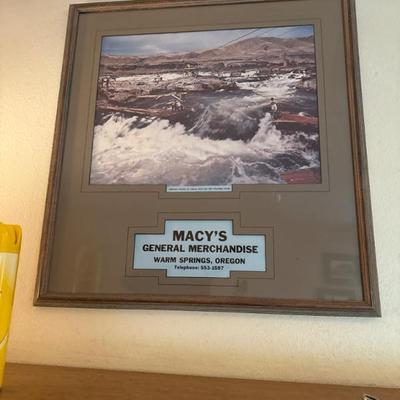 MACY'S
GENERAL MERCHANDISE
WARM SPRINGS, OREGON
Telephone: 553-1597